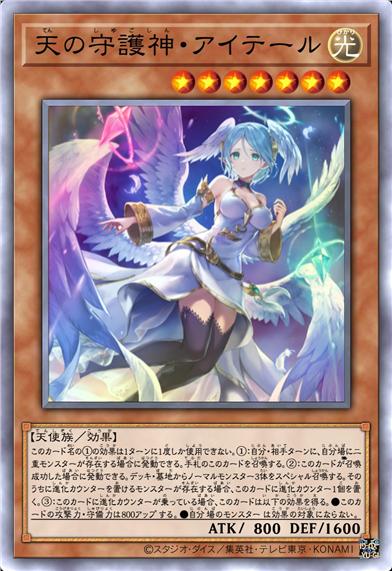 天の守護神・アイテール
光
【天使族/効果】
このカード名の①の効果は1ターンに1度しか使用できない。①:自分・相手ターンに、自分場に二
重モンスターが存在する場合に発動できる。手札のこのカードを召喚する。②:このカードが召喚
成功した場合に発動できる。デッキ・墓地からノーマルモンスター3体をスペシャル召喚する。そ
のうちに進化カウンターを置けるモンスターが存在する場合、このカードに進化カウンター1個を置
く。③:このカードに進化カウンターが乗っている場合、このカードは以下の効果を得る。●このカー
ドの攻撃力・守備力は800アップする。●自分場のモンスターは効果の対象にならない。
ATK/ 800 DEF/1600
©スタジオ・ダイス/集英社・テレビ東京・KONAMI